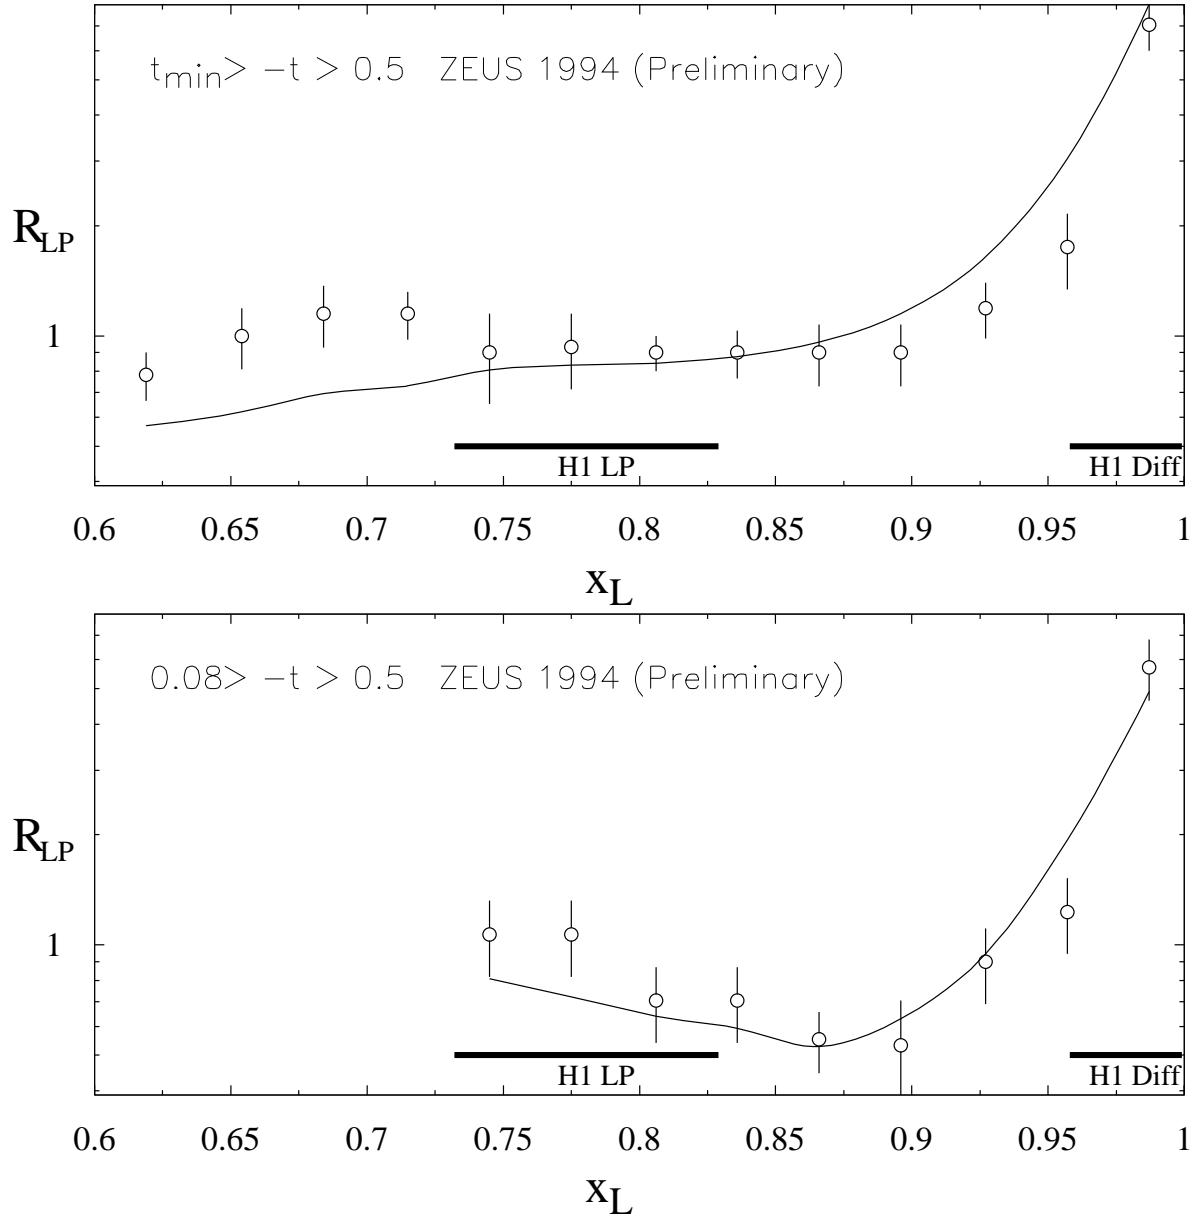 t_min> −t > 0.5 ZEUS 1994 (Preliminary)
R_LP
1
H1 LP H1 Diff
0.6 0.65 0.7 0.75 0.8 0.85 0.9 0.95 1
x_L
0.08> −t > 0.5 ZEUS 1994 (Preliminary)
R_LP
1
H1 LP H1 Diff
0.6 0.65 0.7 0.75 0.8 0.85 0.9 0.95 1
x_L